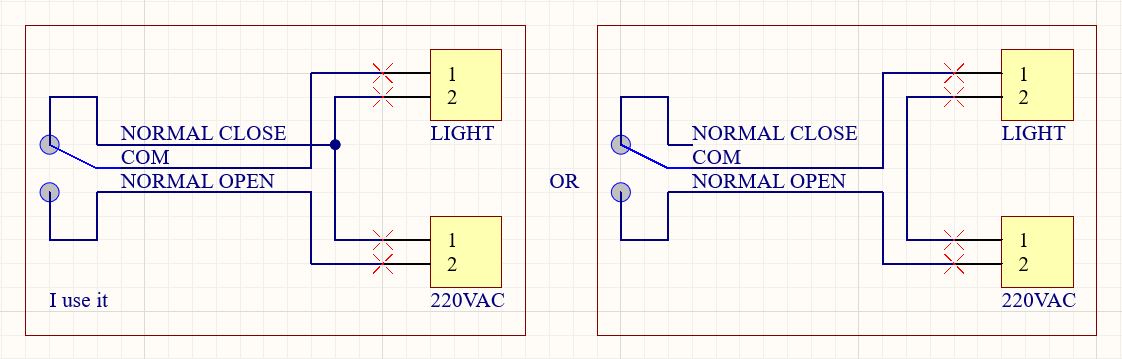 1
2
LIGHT
NORMAL CLOSE
COM
NORMAL OPEN
1
2
220VAC
I use it
OR
1
2
LIGHT
NORMAL CLOSE
COM
NORMAL OPEN
1
2
220VAC